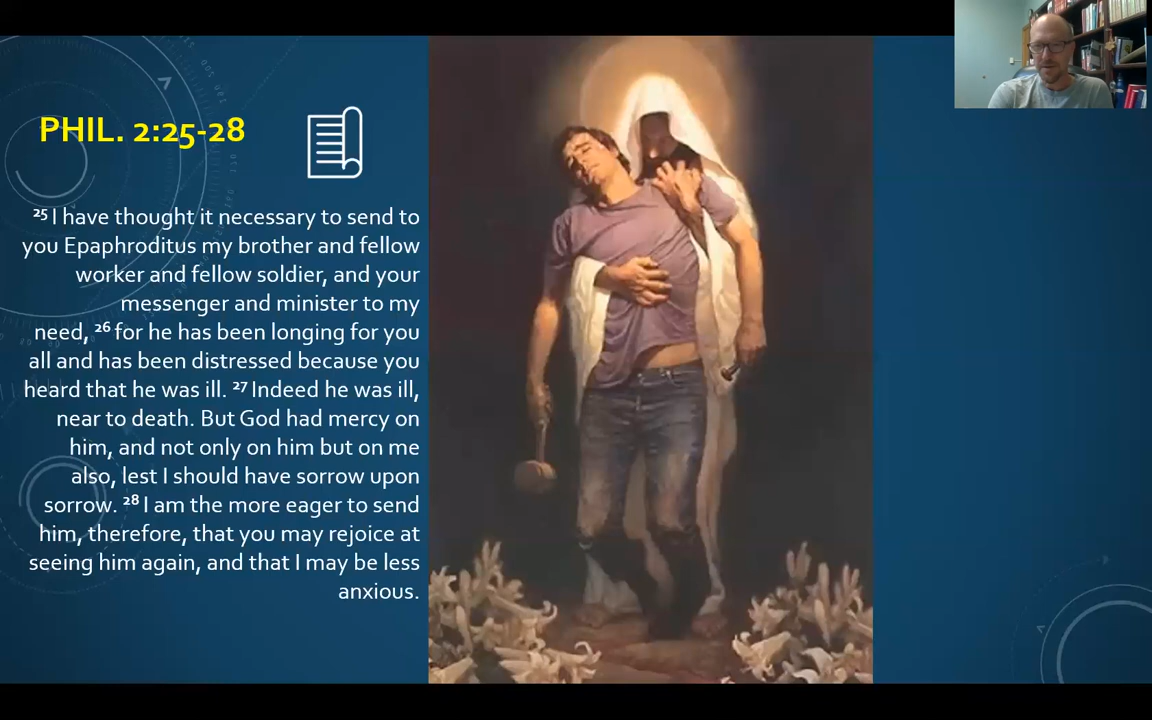 PHIL. 2:25-28
²⁵ I have thought it necessary to send to
you Epaphroditus my brother and fellow
worker and fellow soldier, and your
messenger and minister to my
need, ²⁶ for he has been longing for you
all and has been distressed because you
heard that he was ill. ²⁷ Indeed he was ill,
near to death. But God had mercy on
him, and not only on him but on me
also, lest I should have sorrow upon
sorrow. ²⁸ I am the more eager to send
him, therefore, that you may rejoice at
seeing him again, and that I may be less
anxious.